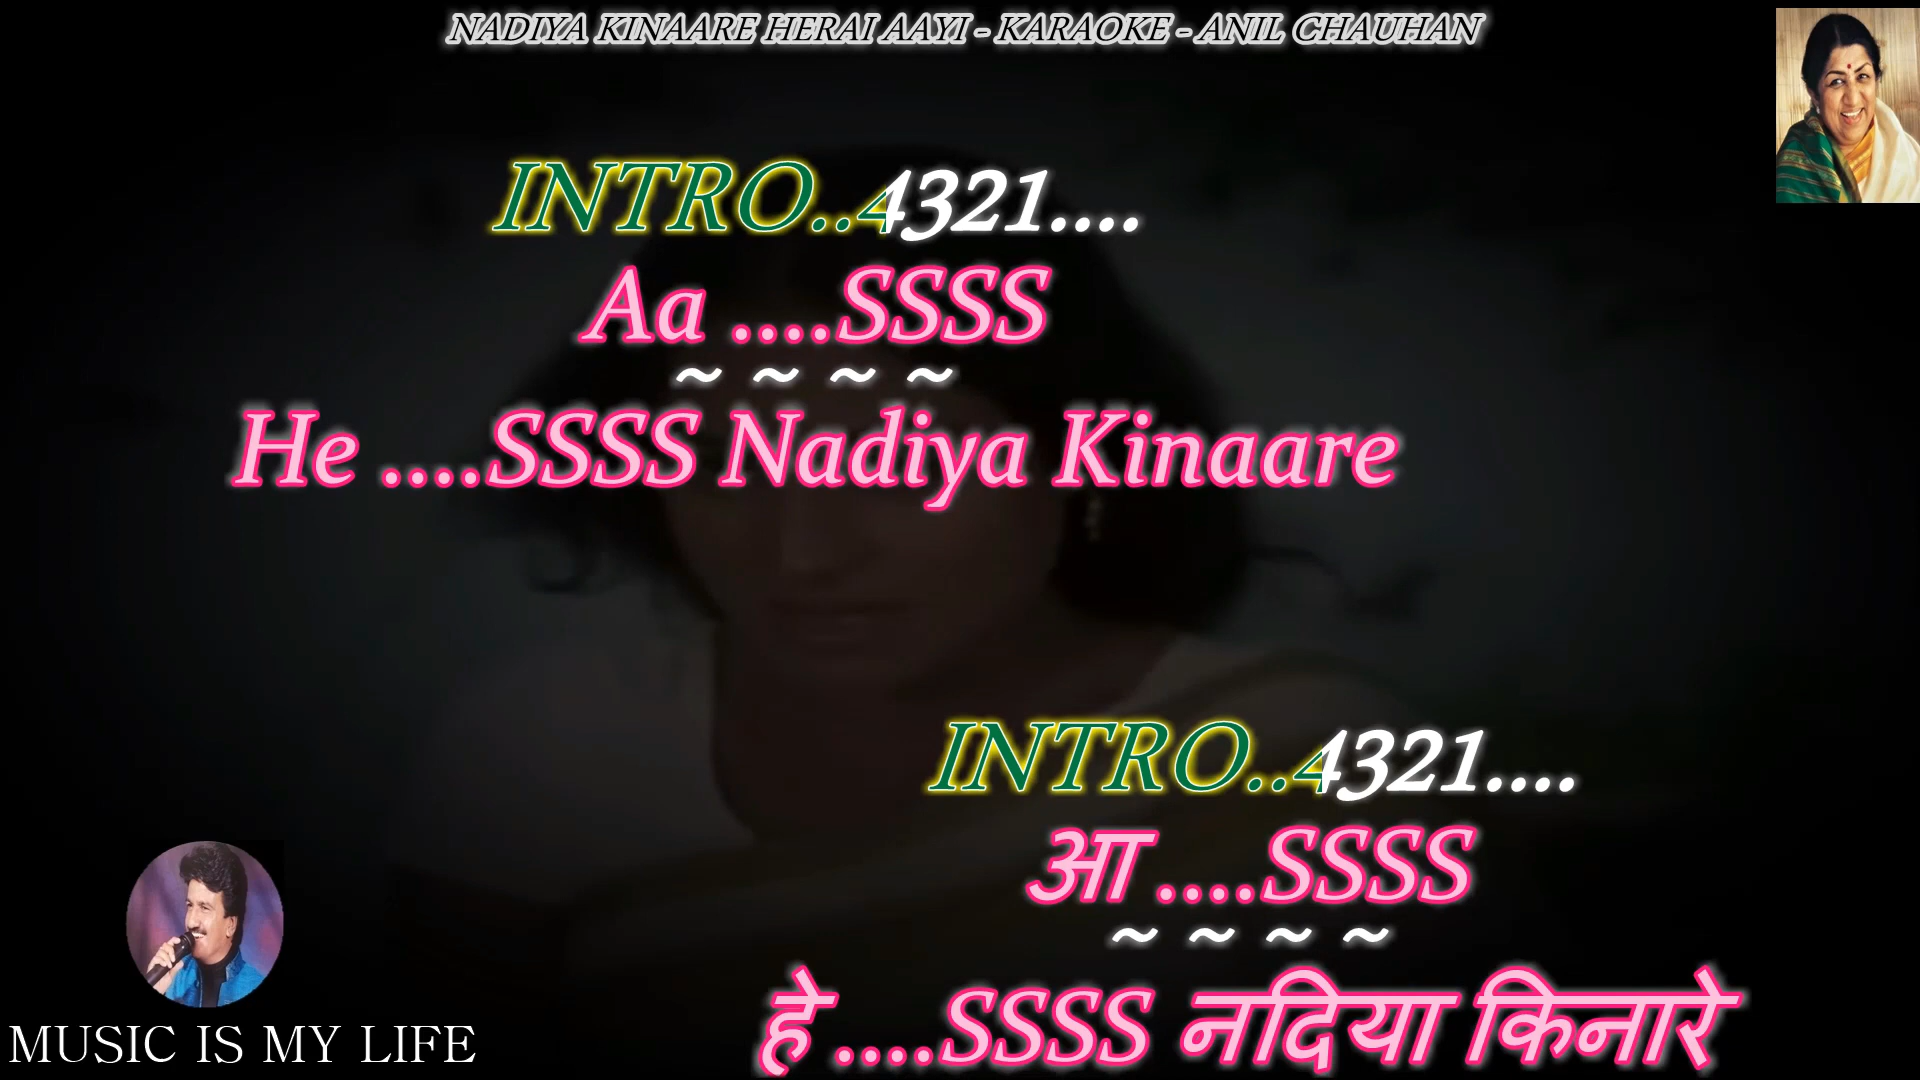 NADIYA KINAARE HERAI AAYI - KARAOKE - ANIL CHAUHAN
INTRO..4321....
Aa ....SSSS
~ ~ ~ ~
He ....SSSS Nadiya Kinaare
INTRO..4321....
आ ....SSSS
~ ~ ~ ~
हे ....SSSS नदिया किनारे
MUSIC IS MY LIFE